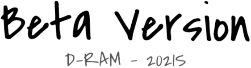 Beta Version
D-RAM - 2021S